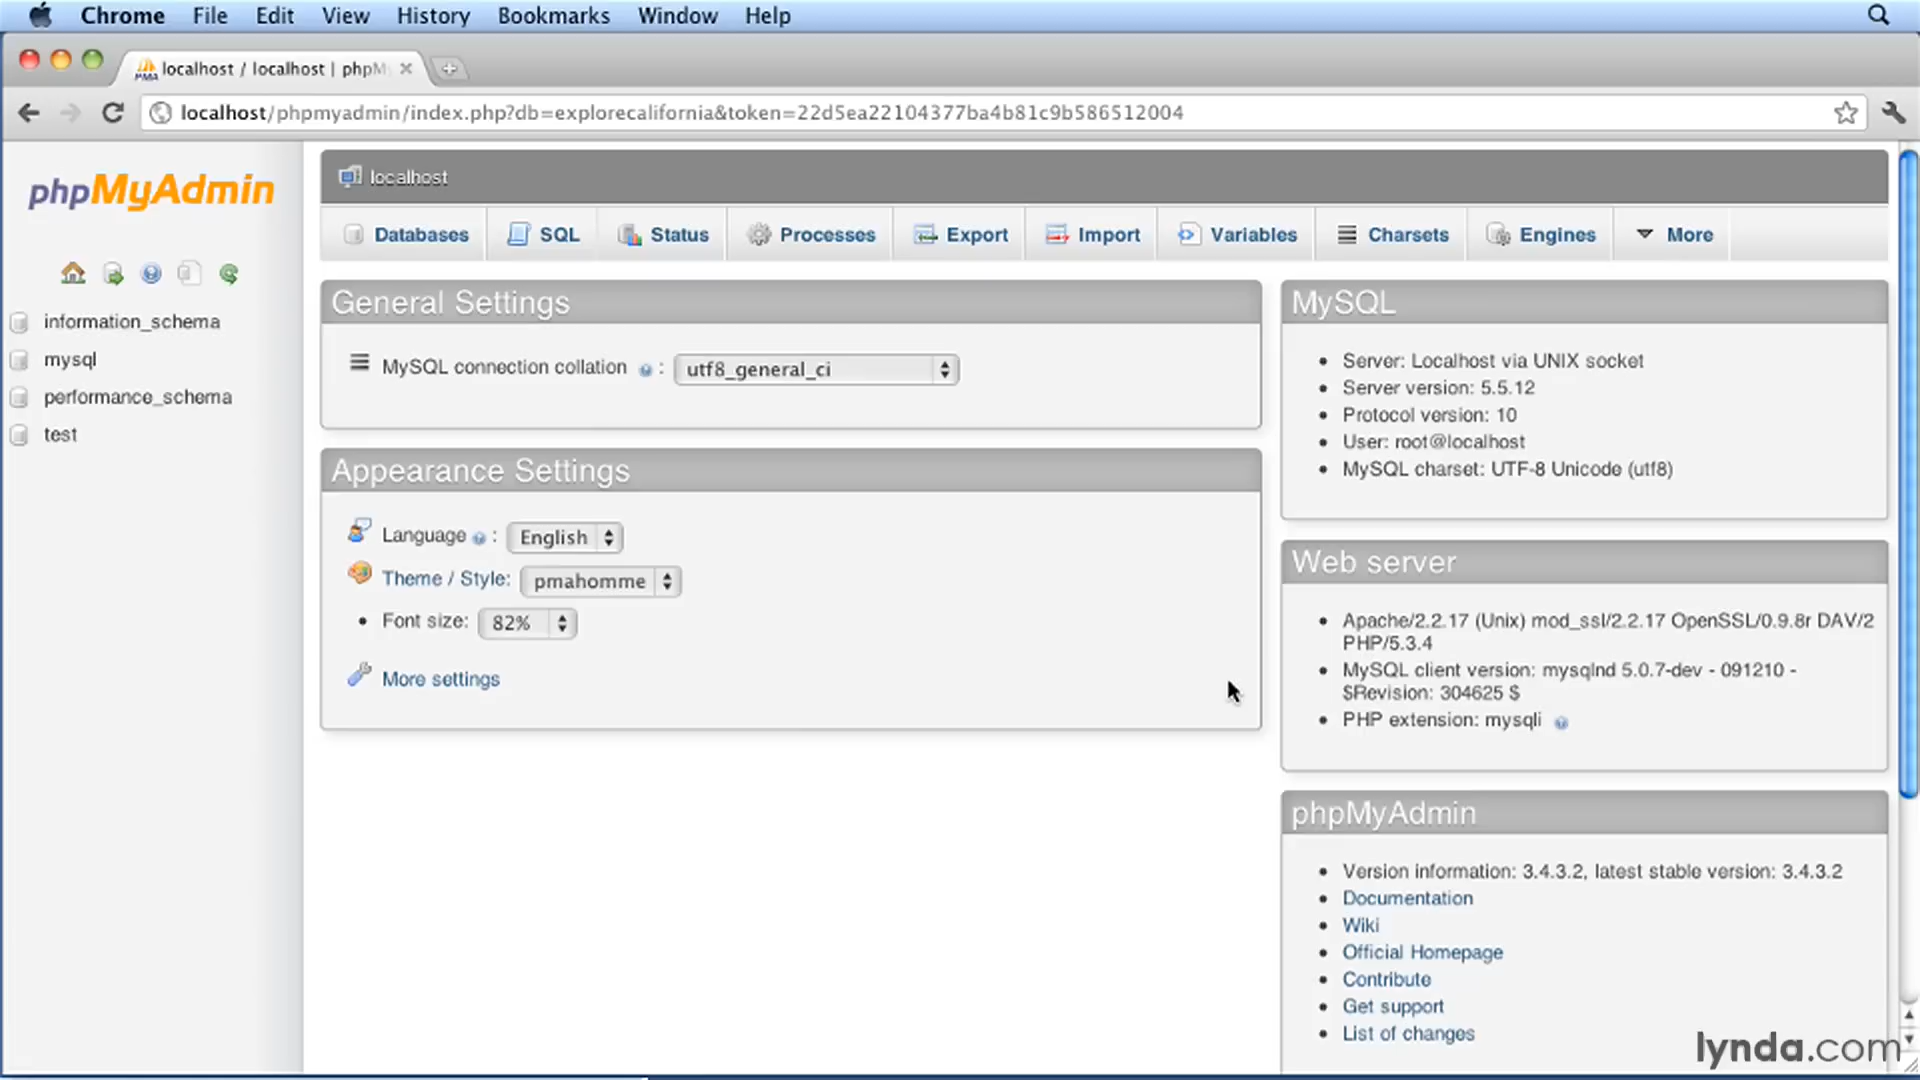 Chrome File Edit View History Bookmarks Window Help
localhost / localhost | phpM
localhost/phpmyadmin/index.php?db=explorecalifornia&token=22d5ea22104377ba4b81c9b586512004
phpMyAdmin
information_schema
mysql
performance_schema
test
localhost
Databases SQL Status Processes Export Import Variables Charsets Engines More
General Settings
MySQL connection collation : utf8_general_ci
Appearance Settings
Language : English
Theme / Style: pmahomme
Font size: 82%
More settings
MySQL
Server: Localhost via UNIX socket
Server version: 5.5.12
Protocol version: 10
User: root@localhost
MySQL charset: UTF-8 Unicode (utf8)
Web server
Apache/2.2.17 (Unix) mod_ssl/2.2.17 OpenSSL/0.9.8r DAV/2
PHP/5.3.4
MySQL client version: mysqlnd 5.0.7-dev - 091210 -
$Revision: 304625 $
PHP extension: mysqli
phpMyAdmin
Version information: 3.4.3.2, latest stable version: 3.4.3.2
Documentation
Wiki
Official Homepage
Contribute
Get support
List of changes
lynda.com